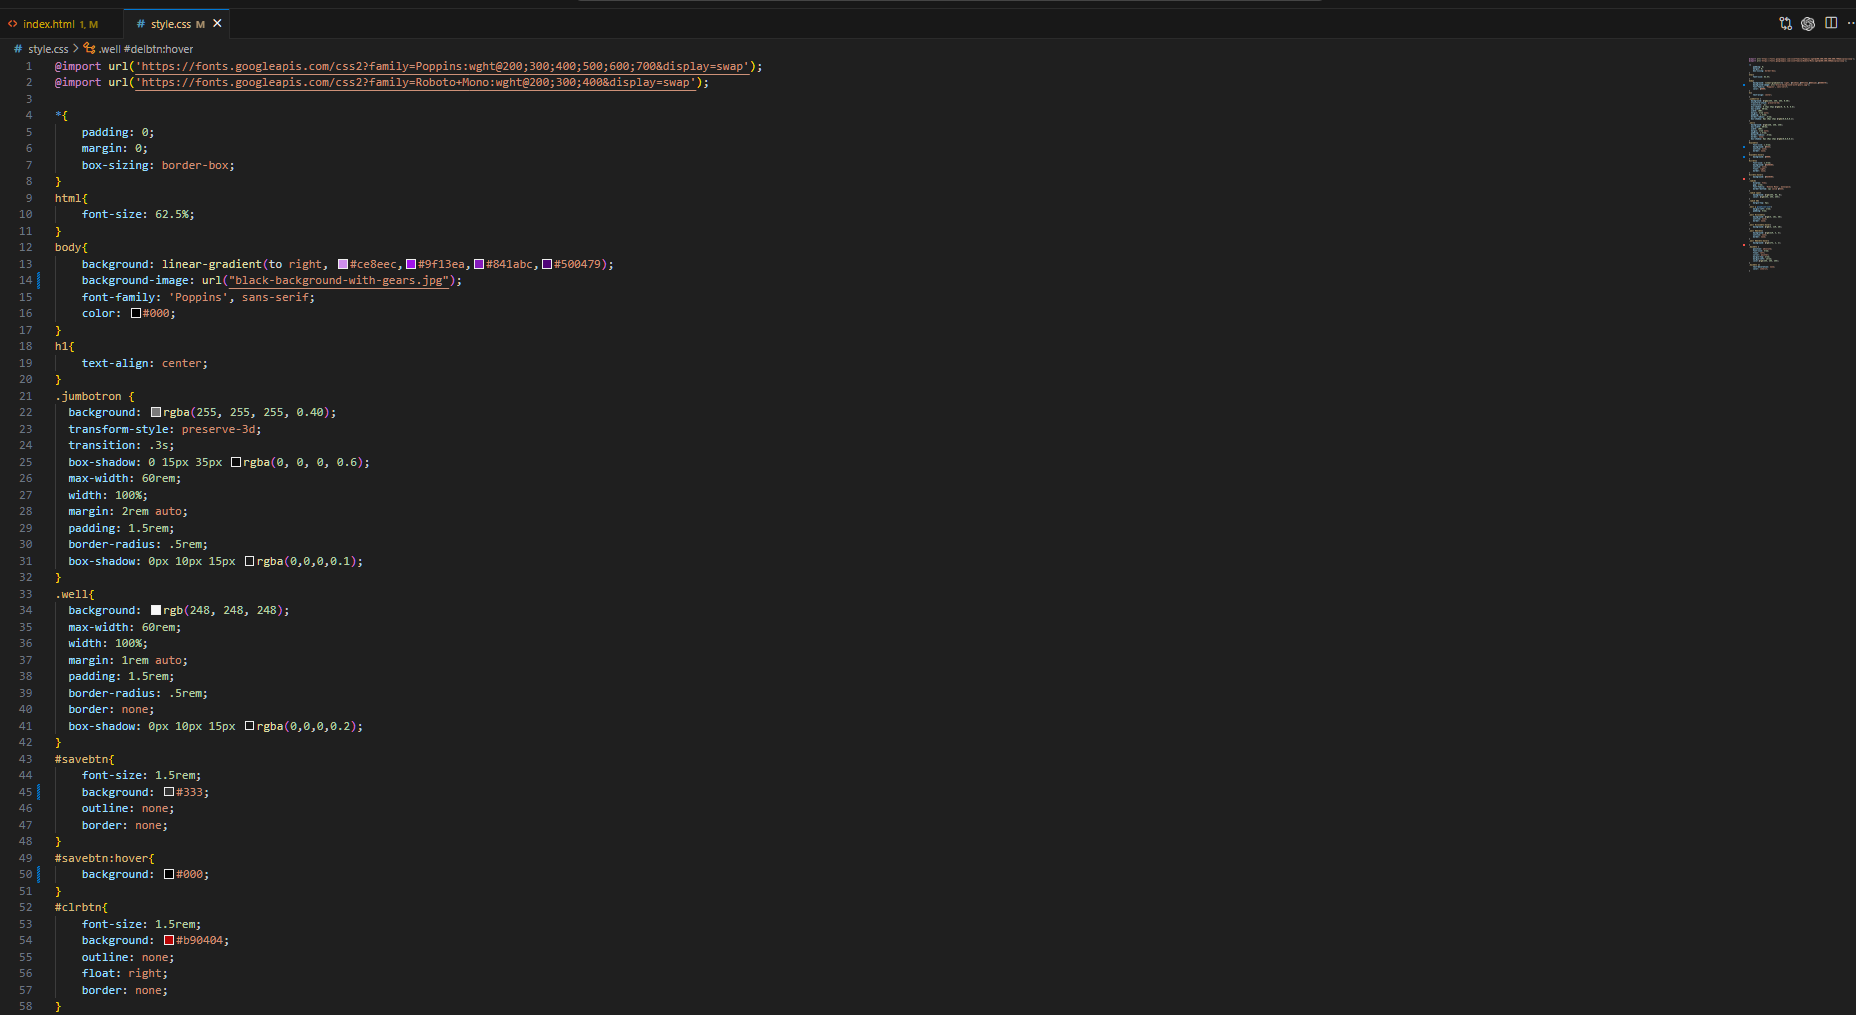 index.html 1, M
# style.css M
# style.css > .well #delbtn:hover
1 @import url('https://fonts.googleapis.com/css2?family=Poppins:wght@200;300;400;500;600;700&display=swap');
2 @import url('https://fonts.googleapis.com/css2?family=Roboto+Mono:wght@200;300;400&display=swap');
3
4 *{
5 padding: 0;
6 margin: 0;
7 box-sizing: border-box;
8 }
9 html{
10 font-size: 62.5%;
11 }
12 body{
13 background: linear-gradient(to right, #ce8eec,#9f13ea,#841abc,#500479);
14 background-image: url("black-background-with-gears.jpg");
15 font-family: 'Poppins', sans-serif;
16 color: #000;
17 }
18 h1{
19 text-align: center;
20 }
21 .jumbotron {
22 background: rgba(255, 255, 255, 0.40);
23 transform-style: preserve-3d;
24 transition: .3s;
25 box-shadow: 0 15px 35px rgba(0, 0, 0, 0.6);
26 max-width: 60rem;
27 width: 100%;
28 margin: 2rem auto;
29 padding: 1.5rem;
30 border-radius: .5rem;
31 box-shadow: 0px 10px 15px rgba(0,0,0,0.1);
32 }
33 .well{
34 background: rgb(248, 248, 248);
35 max-width: 60rem;
36 width: 100%;
37 margin: 1rem auto;
38 padding: 1.5rem;
39 border-radius: .5rem;
40 border: none;
41 box-shadow: 0px 10px 15px rgba(0,0,0,0.2);
42 }
43 #savebtn{
44 font-size: 1.5rem;
45 background: #333;
46 outline: none;
47 border: none;
48 }
49 #savebtn:hover{
50 background: #000;
51 }
52 #clrbtn{
53 font-size: 1.5rem;
54 background: #b90404;
55 outline: none;
56 float: right;
57 border: none;
58 }